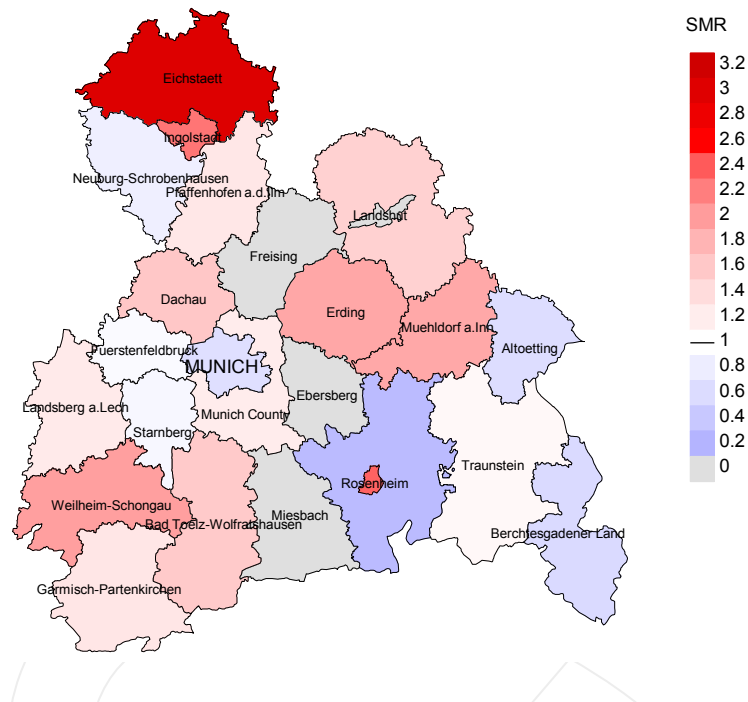 SMR
3.2
3
2.8
2.6
2.4
2.2
2
1.8
1.6
1.4
1.2
1
0.8
0.6
0.4
0.2
0
Eichstaett
Ingolstadt
Neuburg-Schrobenhausen
Pfaffenhofen a.d.Ilm
Landshut
Freising
Dachau
Erding
Muehldorf a.Inn
Altoetting
Fuerstenfeldbruck
MUNICH
Ebersberg
Landsberg a.Lech
Munich County
Starnberg
Traunstein
Rosenheim
Weilheim-Schongau
Miesbach
Bad Toelz-Wolfratshausen
Berchtesgadener Land
Garmisch-Partenkirchen